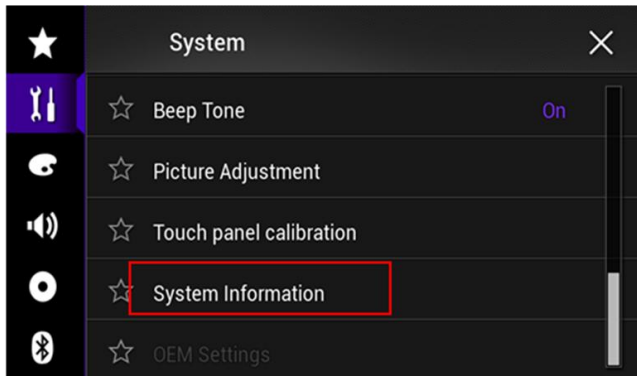 System
Beep Tone On
Picture Adjustment
Touch panel calibration
System Information
OEM Settings